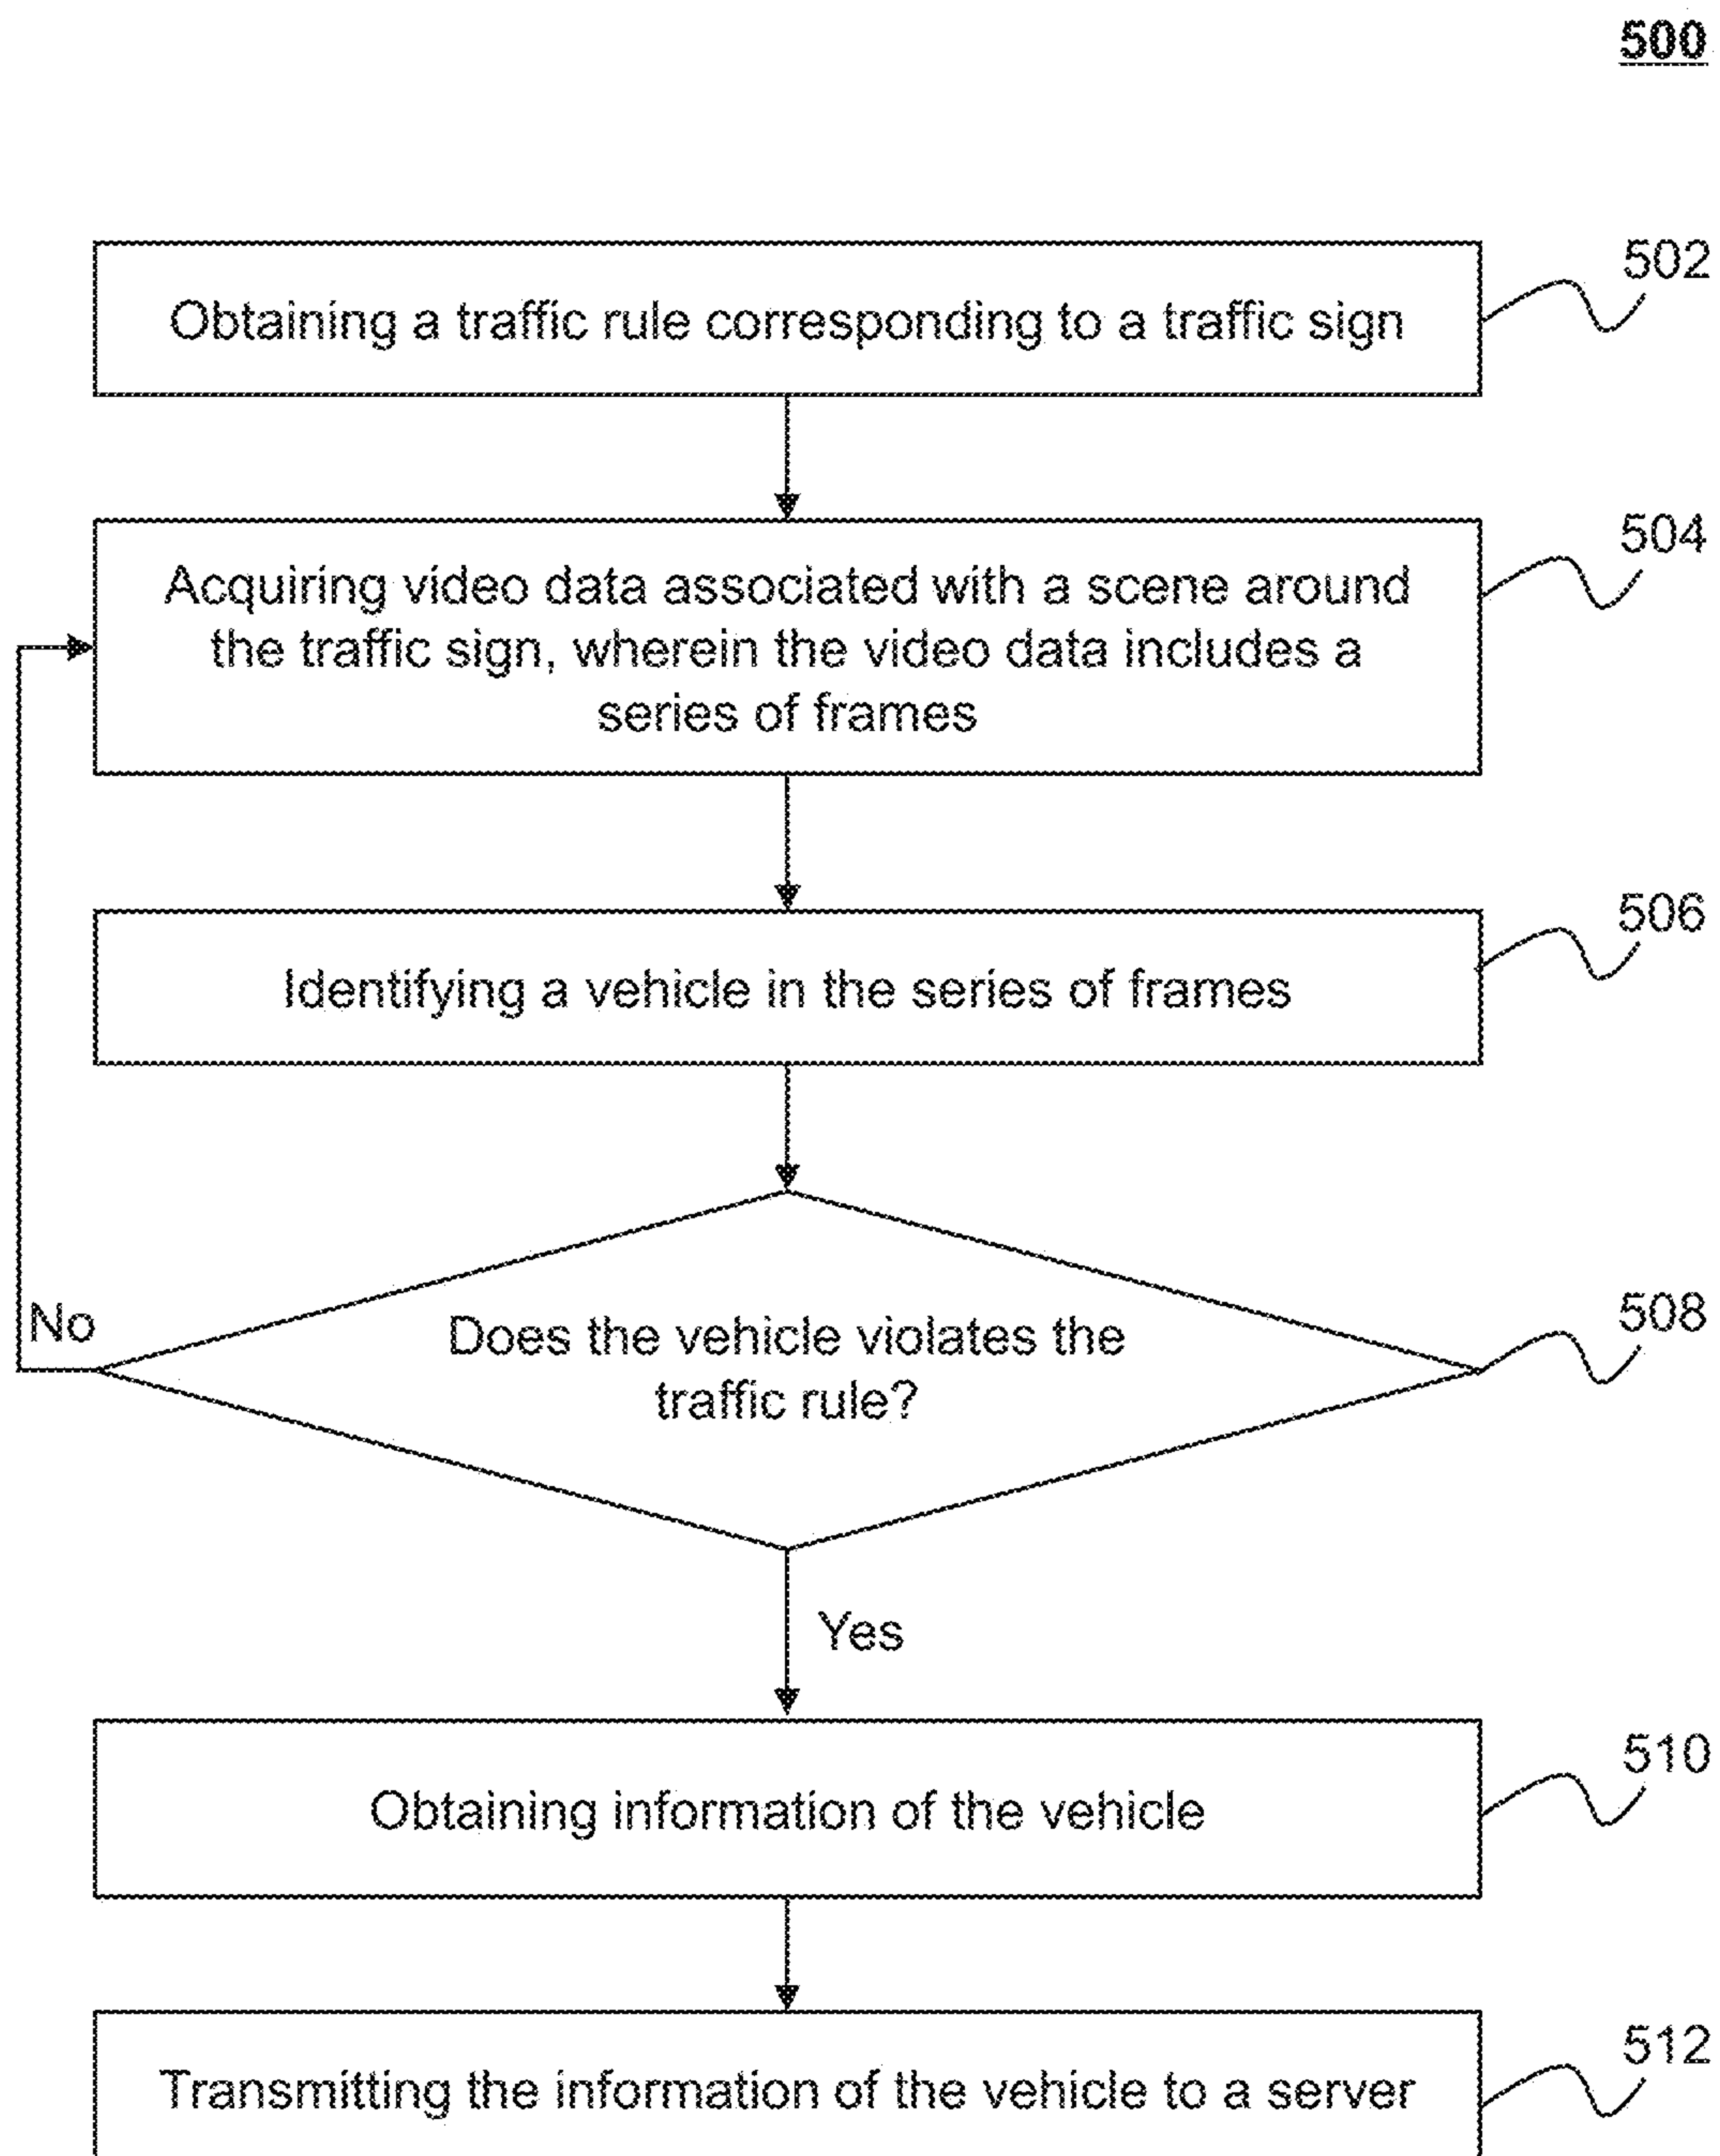 500
502
Obtaining a traffic rule corresponding to a traffic sign
504
Acquiring video data associated with a scene around
the traffic sign, wherein the video data includes a
series of frames
506
Identifying a vehicle in the series of frames
508
No
Does the vehicle violates the
traffic rule?
Yes
510
Obtaining information of the vehicle
512
Transmitting the information of the vehicle to a server